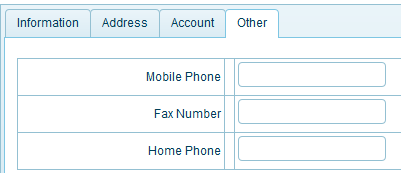 Information Address Account Other
Mobile Phone
Fax Number
Home Phone